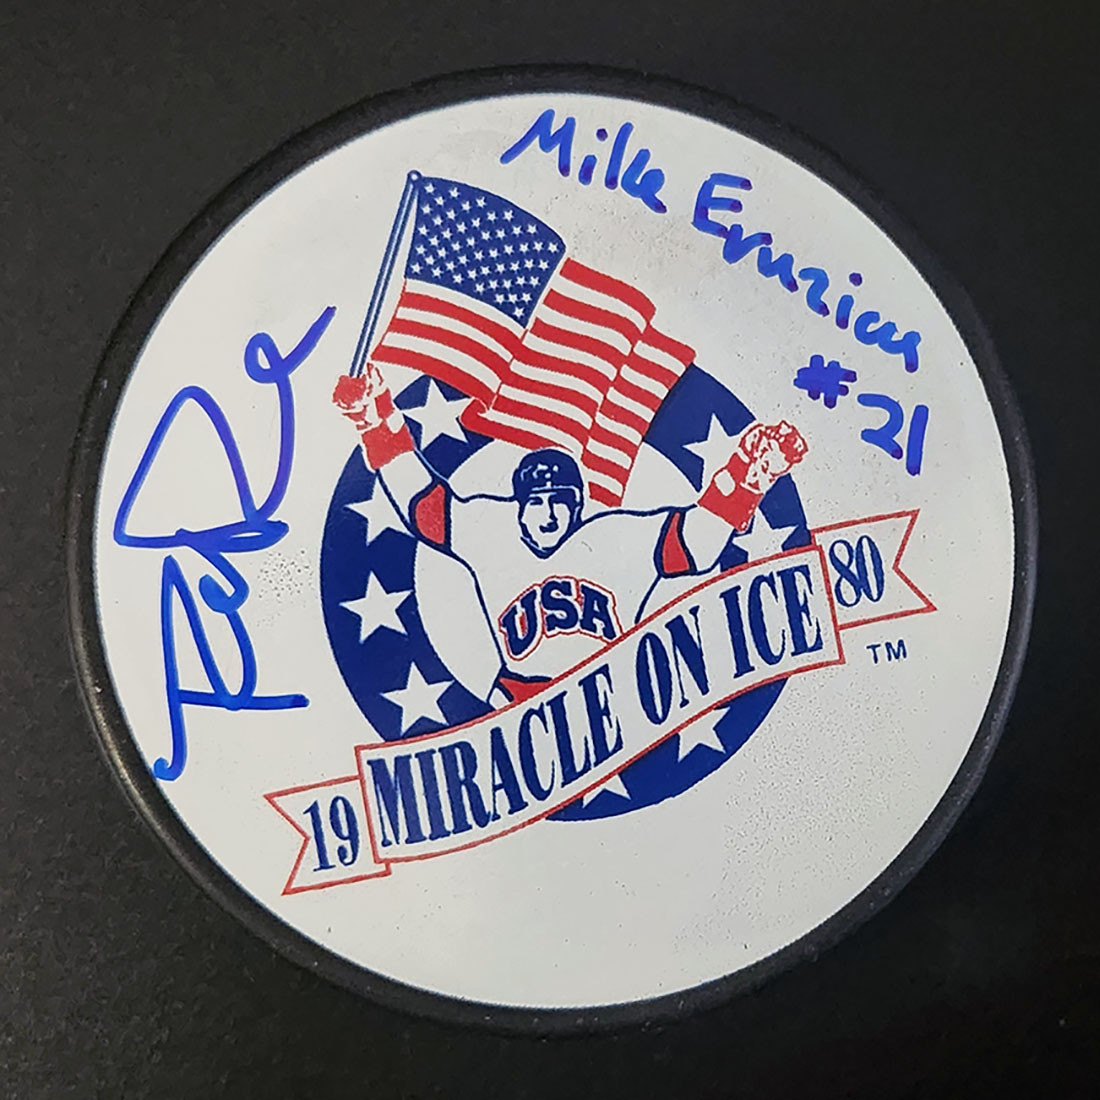 Mike Eruzione
#21
USA
19 MIRACLE ON ICE 80
TM